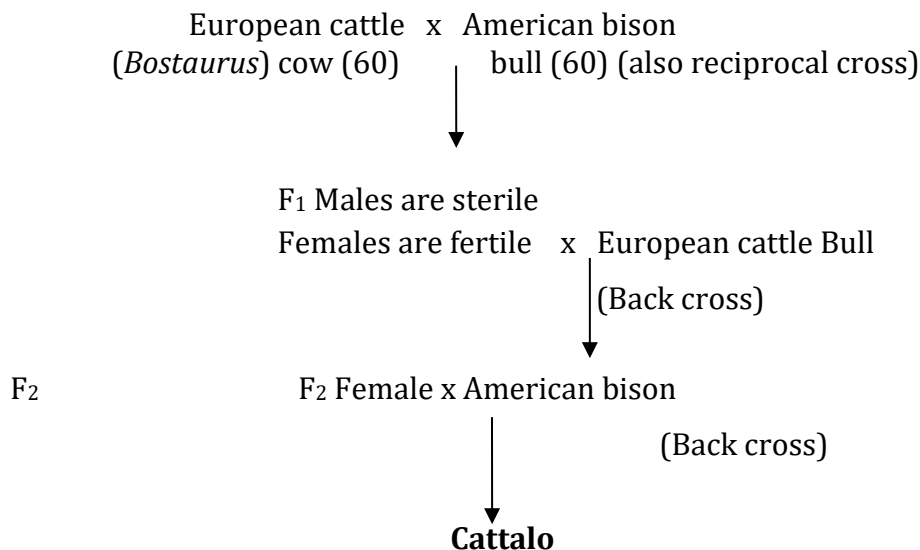 European cattle x American bison
(Bostaurus) cow (60) bull (60) (also reciprocal cross)
F₁ Males are sterile
Females are fertile x European cattle Bull
(Back cross)
F₂ F₂ Female x American bison
(Back cross)
Cattalo